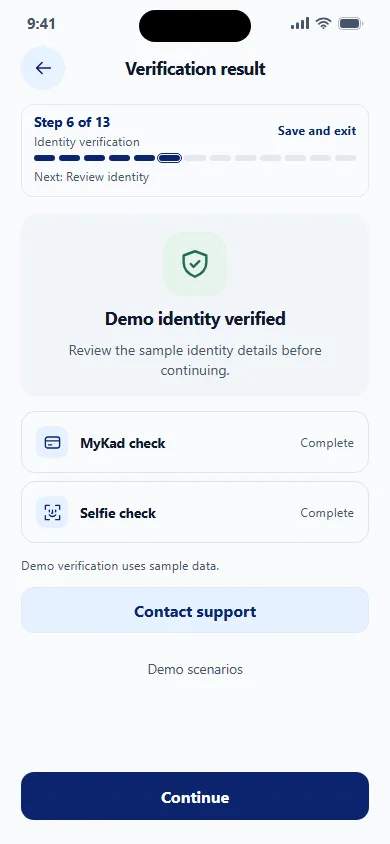 9:41
Verification result
Step 6 of 13
Save and exit
Identity verification
Next: Review identity
Demo identity verified
Review the sample identity details before
continuing.
MyKad check
Complete
Selfie check
Complete
Demo verification uses sample data.
Contact support
Demo scenarios
Continue